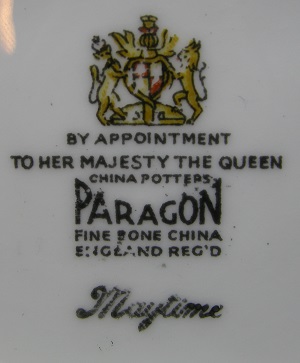 BY APPOINTMENT
TO HER MAJESTY THE QUEEN
CHINA POTTERS
PARAGON
FINE BONE CHINA
ENGLAND REG'D
Maytime